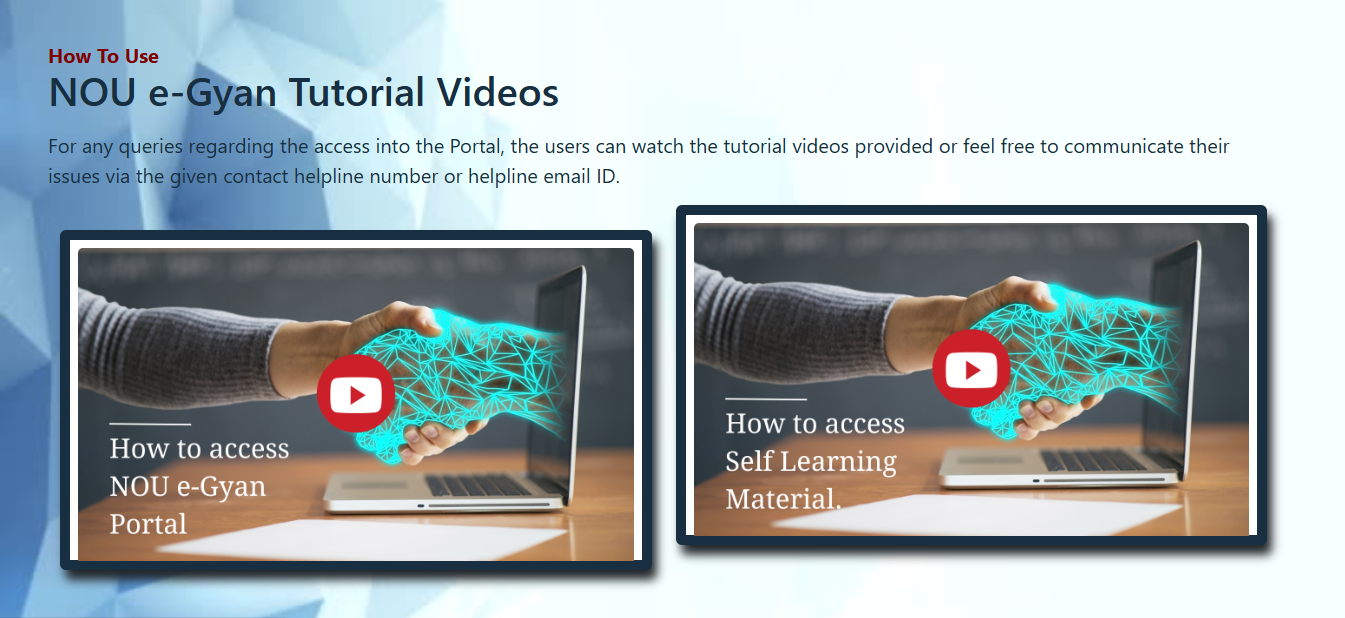 How To Use
NOU e-Gyan Tutorial Videos
For any queries regarding the access into the Portal, the users can watch the tutorial videos provided or feel free to communicate their
issues via the given contact helpline number or helpline email ID.
How to access
NOU e-Gyan
Portal
How to access
Self Learning
Material.